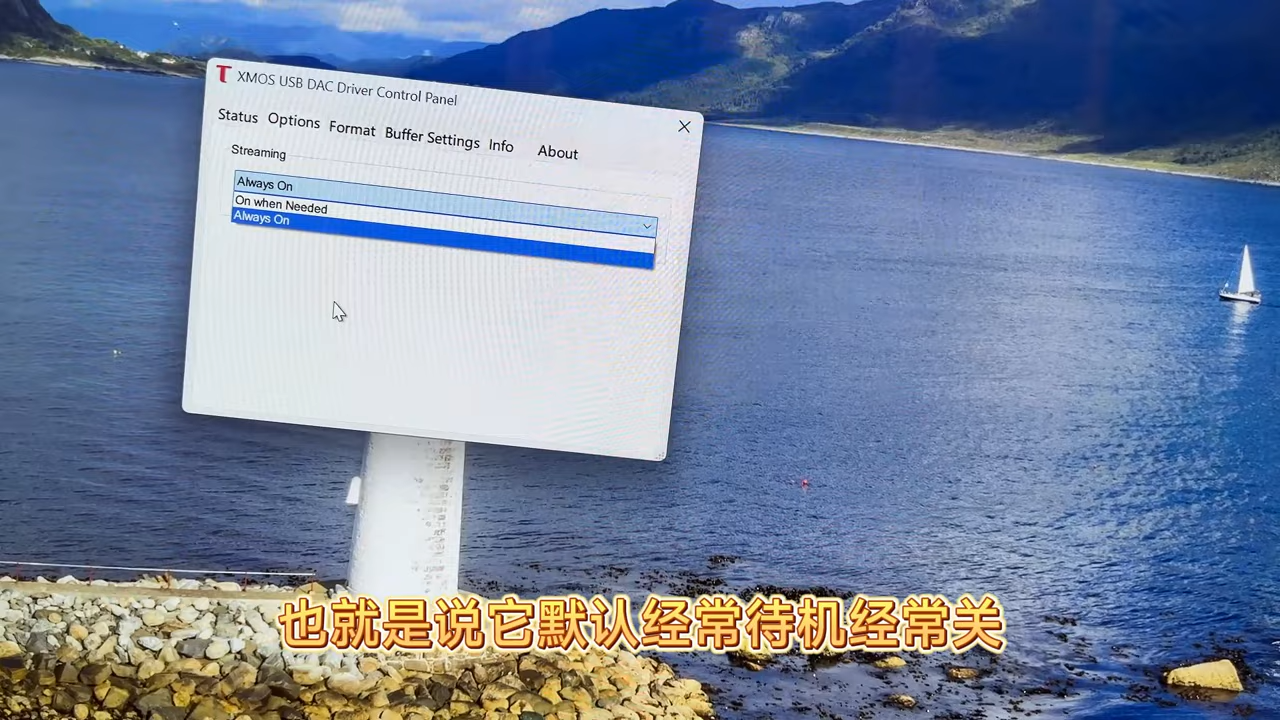 XMOS USB DAC Driver Control Panel
Status Options Format Buffer Settings Info About
Streaming
Always On
On when Needed
Always On
也就是说它默认经常待机经常关